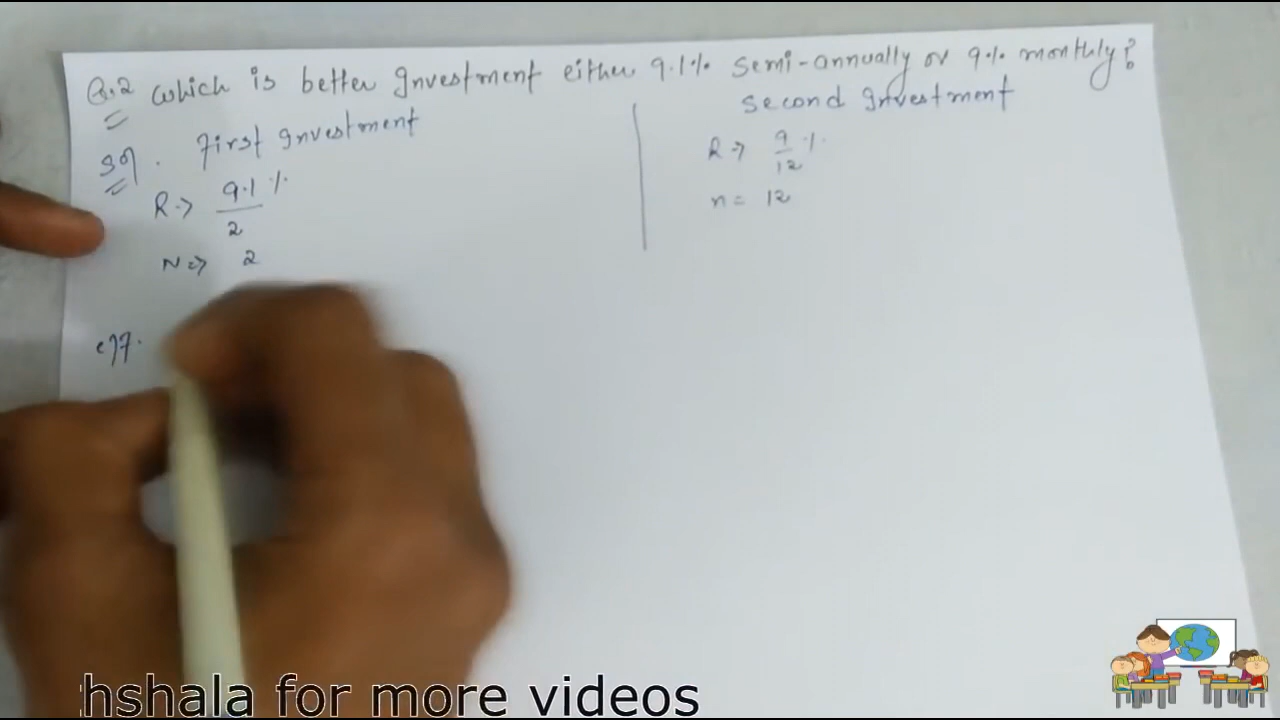 Q.2 which is better Investment either 9.1% semi-annually or 9% monthly?
Sol. First Investment
R→ 9.1/2 %
N=> 2
eff.
Second Investment
R→ 9/12 %
n = 12
hshala for more videos